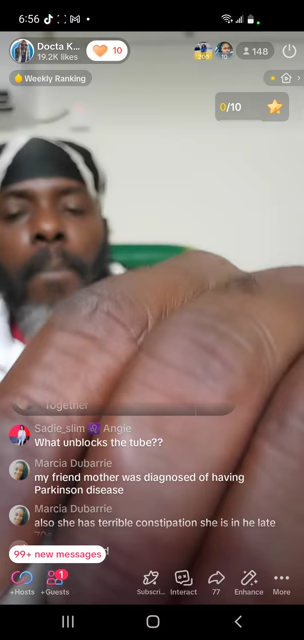 6:56
Docta K...
19.2K likes
10
148
Weekly Ranking
0/10
Together
Sadie_slim Angie
What unblocks the tube??
Marcia Dubarrie
my friend mother was diagnosed of having
Parkinson disease
Marcia Dubarrie
also she has terrible constipation she is in he late
99+ new messages
1
+Hosts
+Guests
Subscri...
Interact
77
Enhance
More